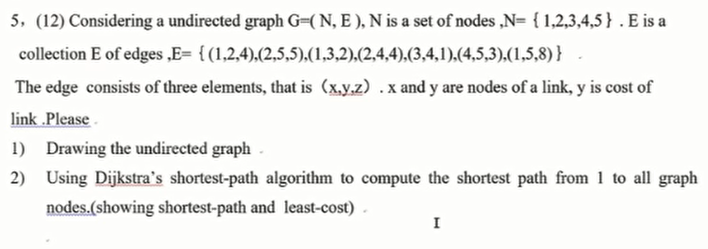 5，(12) Considering a undirected graph G=( N, E ), N is a set of nodes ,N= { 1,2,3,4,5 } . E is a
collection E of edges ,E= { (1,2,4),(2,5,5),(1,3,2),(2,4,4),(3,4,1),(4,5,3),(1,5,8) }
The edge consists of three elements, that is（x,y,z）. x and y are nodes of a link, y is cost of
link .Please
1) Drawing the undirected graph
2) Using Dijkstra’s shortest-path algorithm to compute the shortest path from 1 to all graph
nodes.(showing shortest-path and least-cost)